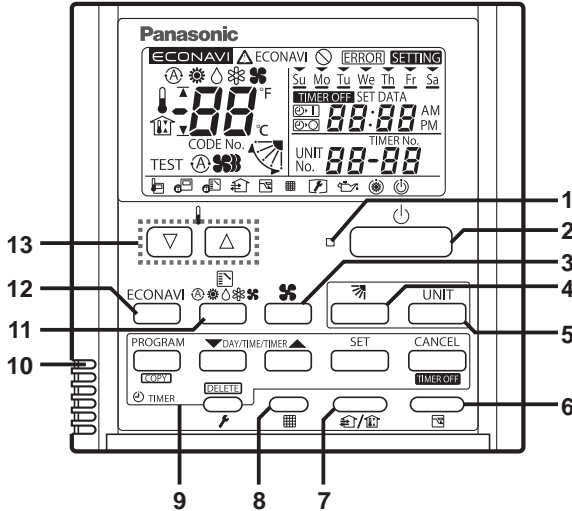 Panasonic
ECONAVI ECONAVI ERROR SETTING
A
Su Mo Tu We Th Fr Sa
TIMER OFF SET DATA
-88 °F °C
88:88 AM PM
CODE No.
TIMER No.
TEST A
UNIT No. 88-88
1
2
13
3
12 ECONAVI A
UNIT 4
11
5
PROGRAM DAY/TIME/TIMER SET CANCEL
10
COPY TIMER OFF
TIMER DELETE
6
9 8 7